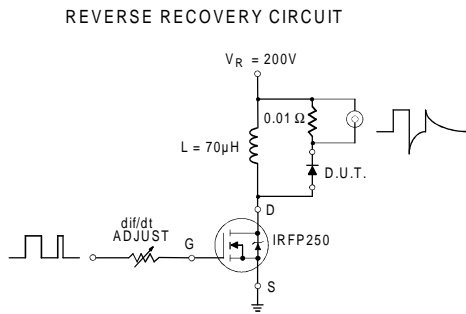 REVERSE RECOVERY CIRCUIT
V_R = 200V
0.01 Ω
L = 70μH
D.U.T.
D
dif/dt
ADJUST
G
IRFP250
S